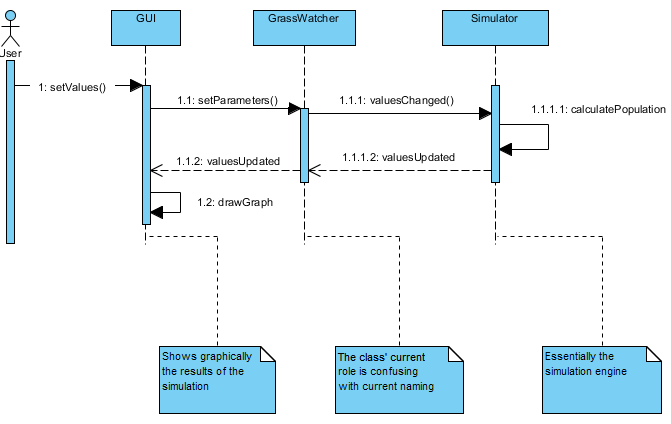 User
GUI
GrassWatcher
Simulator
1: setValues()
1.1: setParameters()
1.1.1: valuesChanged()
1.1.1.1: calculatePopulation
1.1.2: valuesUpdated
1.1.1.2: valuesUpdated
1.2: drawGraph
Shows graphically
the results of the
simulation
The class' current
role is confusing
with current naming
Essentially the
simulation engine